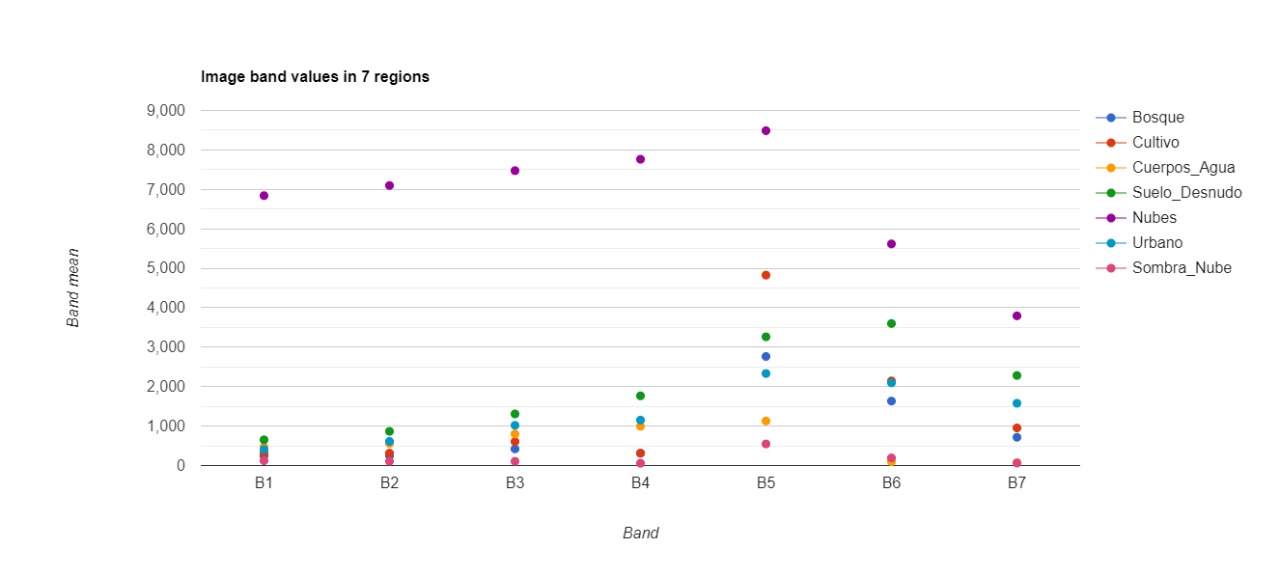 Image band values in 7 regions
9,000
8,000
7,000
6,000
5,000
4,000
3,000
2,000
1,000
0
Band mean
B1 B2 B3 B4 B5 B6 B7
Band
Bosque
Cultivo
Cuerpos_Agua
Suelo_Desnudo
Nubes
Urbano
Sombra_Nube